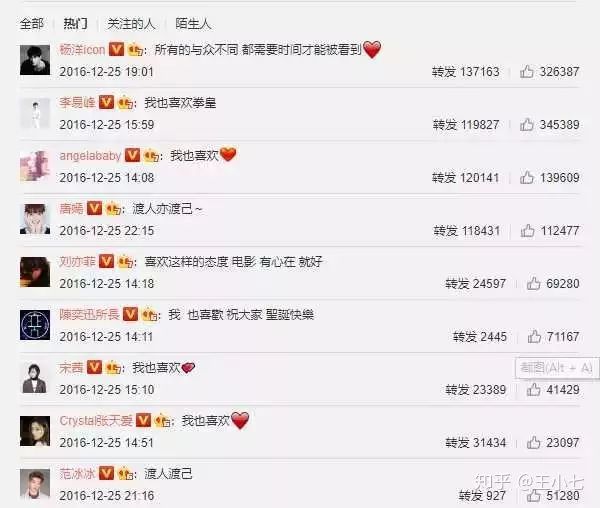 全部 热门 关注的人 陌生人
杨洋icon : 所有的与众不同 都需要时间才能被看到
2016-12-25 19:01 转发 137163 326387
李易峰 : 我也喜欢拳皇
2016-12-25 15:59 转发 119827 345389
angelababy : 我也喜欢
2016-12-25 14:08 转发 120141 139609
唐嫣 : 渡人亦渡己~
2016-12-25 22:15 转发 118431 112477
刘亦菲 : 喜欢这样的态度 电影 有心在 就好
2016-12-25 14:18 转发 24597 69280
陳奕迅所長 : 我 也喜歡 祝大家 聖誕快樂
2016-12-25 14:11 转发 2445 71167
截图(Alt + A)
宋茜 : 我也喜欢
2016-12-25 15:10 转发 23389 41429
Crystal张天爱 : 我也喜欢
2016-12-25 14:51 转发 31434 23097
范冰冰 : 渡人渡己
2016-12-25 21:16 转发 927 51280
知乎 @王小七